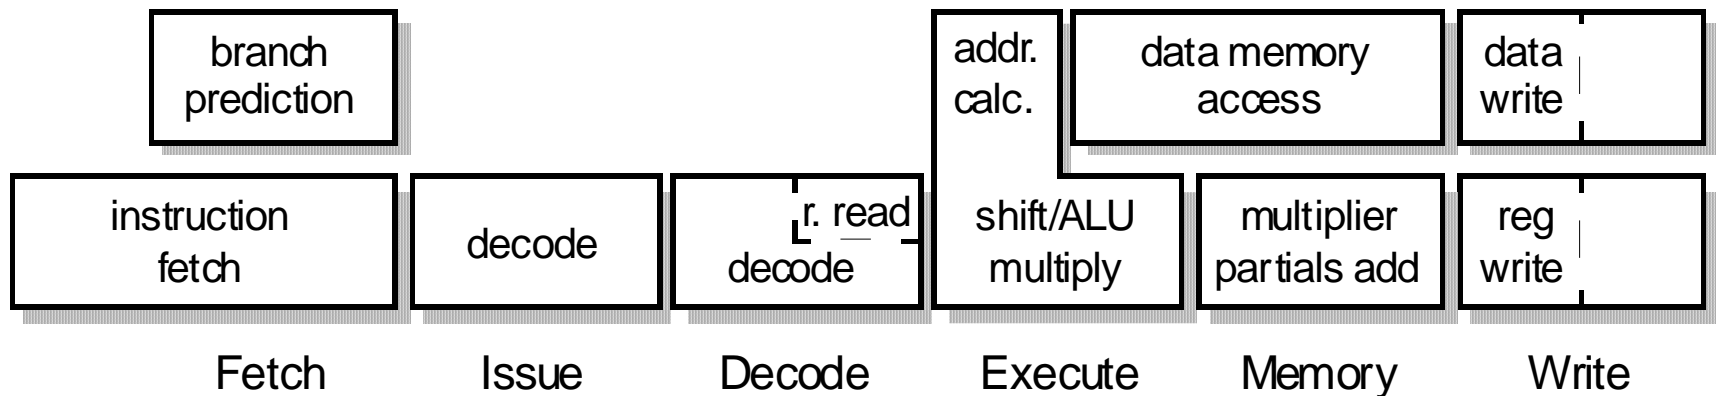 branch
prediction
addr.
calc.
data memory
access
data
write
instruction
fetch
decode
r. read
decode
shift/ALU
multiply
multiplier
partials add
reg
write
Fetch
Issue
Decode
Execute
Memory
Write